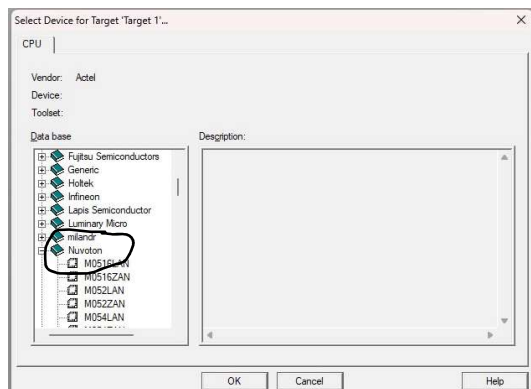 Select Device for Target 'Target 1'...
CPU
Vendor: Actel
Device:
Toolset:
Data base
Description:
Fujitsu Semiconductors
Generic
Holtek
Infineon
Lapis Semiconductor
Luminary Micro
milandr
Nuvoton
M0516LAN
M0516ZAN
M052LAN
M052ZAN
M054LAN
OK
Cancel
Help